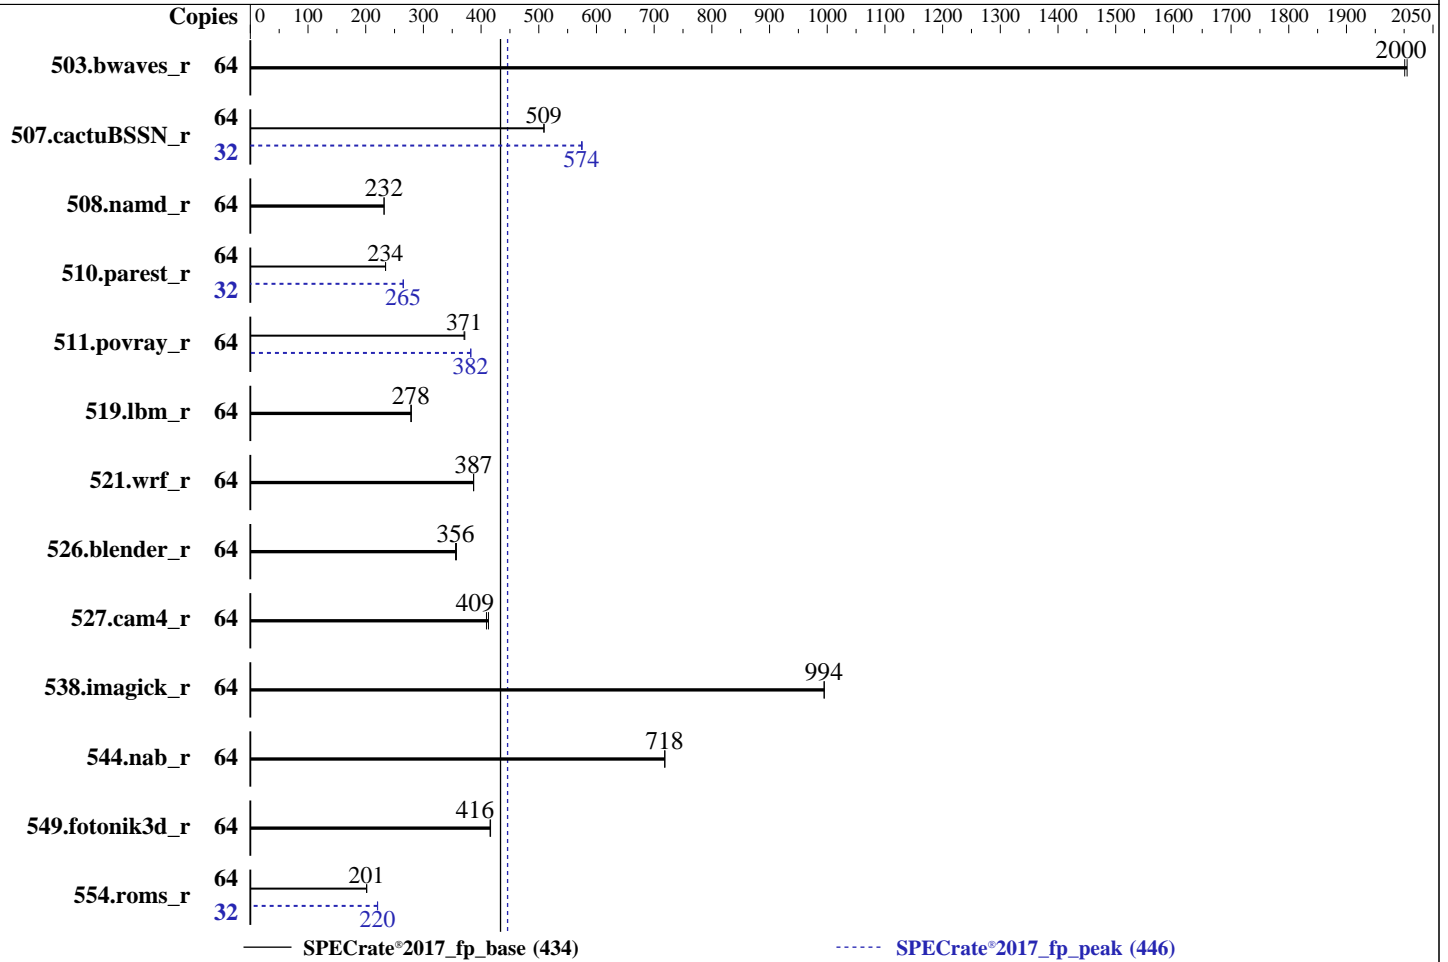 Copies 0 100 200 300 400 500 600 700 800 900 1000 1100 1200 1300 1400 1500 1600 1700 1800 1900 2050
503.bwaves_r 64 2000
507.cactuBSSN_r 64 509
32 574
508.namd_r 64 232
510.parest_r 64 234
32 265
511.povray_r 64 371
382
519.lbm_r 64 278
521.wrf_r 64 387
526.blender_r 64 356
527.cam4_r 64 409
538.imagick_r 64 994
544.nab_r 64 718
549.fotonik3d_r 64 416
554.roms_r 64 201
32 220
SPECrate®2017_fp_base (434) SPECrate®2017_fp_peak (446)